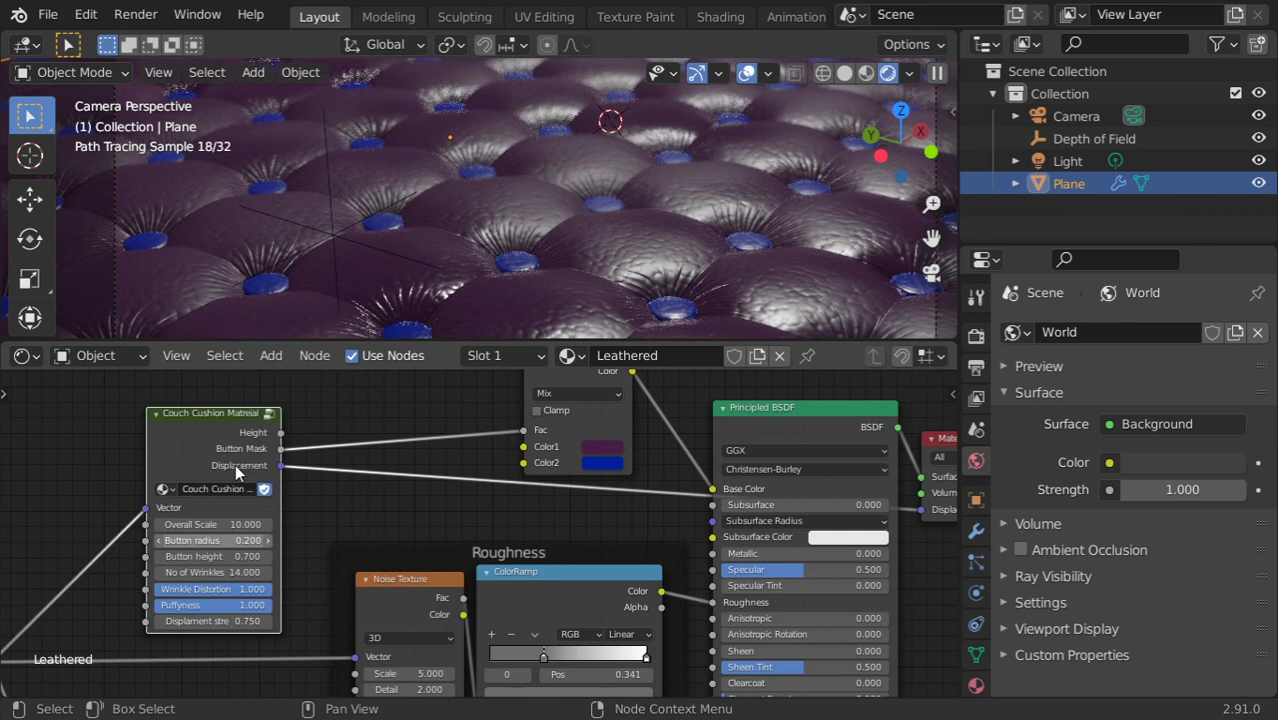 File Edit Render Window Help
Layout Modeling Sculpting UV Editing Texture Paint Shading Animation
Scene
View Layer
Global
Options
Object Mode View Select Add Object
Camera Perspective
(1) Collection | Plane
Path Tracing Sample 18/32
Z
Y
X
Scene Collection
Collection
Camera
Depth of Field
Light
Plane
Object View Select Add Node Use Nodes Slot 1 Leathered
Couch Cushion Matreial
Height
Button Mask
Displacement
Couch Cushion ...
Vector
Overall Scale 10.000
Button radius 0.200
Button height 0.700
No of Wrinkles 14.000
Wrinkle Distortion 1.000
Puffyness 1.000
Displament stre 0.750
Leathered
Color
Mix
Clamp
Fac
Color1
Color2
Roughness
Noise Texture
Fac
Color
3D
Vector
Scale 5.000
Detail 2.000
ColorRamp
Color
Alpha
RGB Linear
0 Pos 0.341
Principled BSDF
BSDF
GGX
Christensen-Burley
Base Color
Subsurface 0.000
Subsurface Radius
Subsurface Color
Metallic 0.000
Specular 0.500
Specular Tint 0.000
Roughness
Anisotropic 0.000
Anisotropic Rotation 0.000
Sheen 0.000
Sheen Tint 0.500
Clearcoat 0.000
Mate
All
Surfac
Volum
Displa
Scene World
World
Preview
Surface
Surface Background
Color
Strength 1.000
Volume
Ambient Occlusion
Ray Visibility
Settings
Viewport Display
Custom Properties
Select Box Select Pan View Node Context Menu 2.91.0